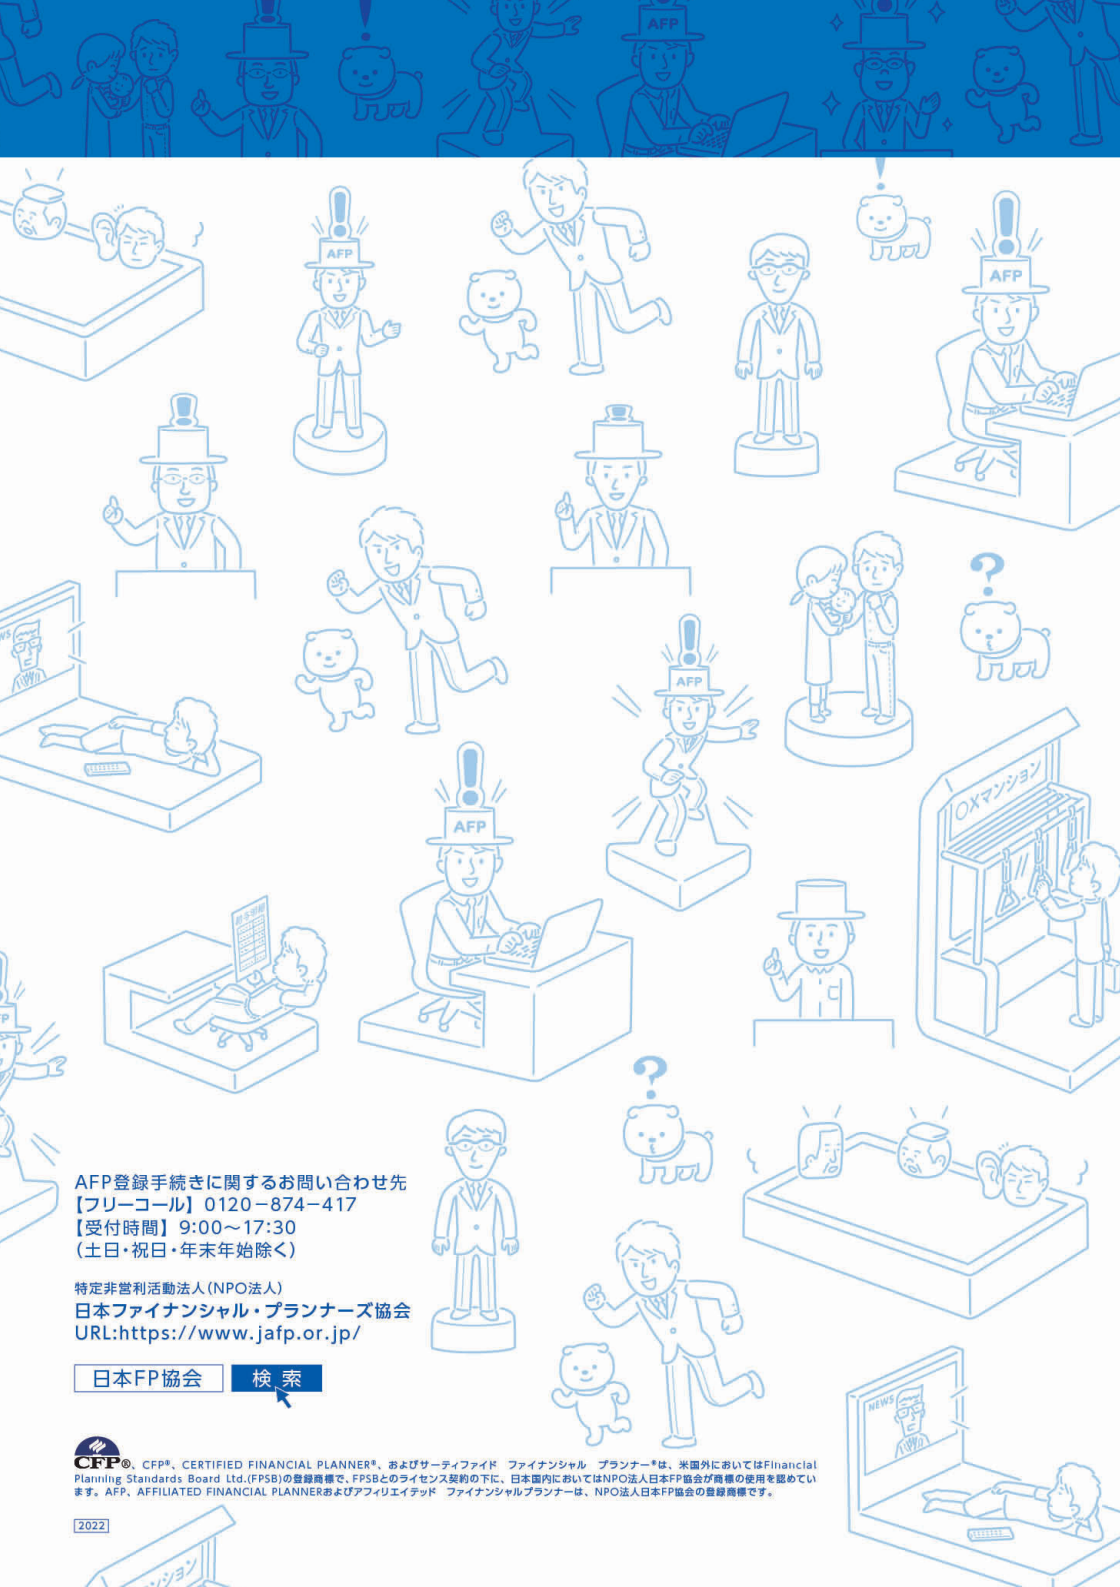 AFP
AFP
AFP
NEWS
AFP
○×マンション
AFP
AFP登録手続きに関するお問い合わせ先
【フリーコール】0120-874-417
【受付時間】9:00～17:30
（土日・祝日・年末年始除く）
特定非営利活動法人（NPO法人）
日本ファイナンシャル・プランナーズ協会
URL:https://www.jafp.or.jp/
日本FP協会 検索
NEWS
CFP®、CFP®、CERTIFIED FINANCIAL PLANNER®、およびサーティファイド ファイナンシャル プランナー®は、米国外においてはFinancial
Planning Standards Board Ltd.(FPSB)の登録商標で、FPSBとのライセンス契約の下に、日本国内においてはNPO法人日本FP協会が商標の使用を認めてい
ます。AFP、AFFILIATED FINANCIAL PLANNERおよびアフィリエイテッド ファイナンシャルプランナーは、NPO法人日本FP協会の登録商標です。
2022